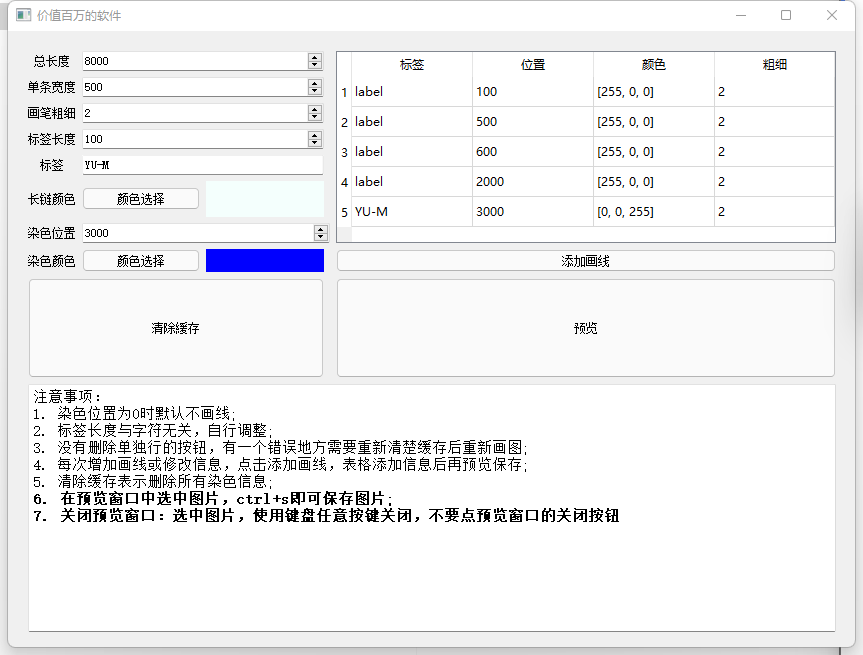 价值百万的软件
总长度 8000
单条宽度 500
画笔粗细 2
标签长度 100
标签 YU-M
长链颜色 颜色选择
染色位置 3000
染色颜色 颜色选择
标签 位置 颜色 粗细
1 label 100 [255, 0, 0] 2
2 label 500 [255, 0, 0] 2
3 label 600 [255, 0, 0] 2
4 label 2000 [255, 0, 0] 2
5 YU-M 3000 [0, 0, 255] 2
添加画线
清除缓存 预览
注意事项:
1. 染色位置为0时默认不画线;
2. 标签长度与字符无关，自行调整;
3. 没有删除单独行的按钮，有一个错误地方需要重新清楚缓存后重新画图;
4. 每次增加画线或修改信息，点击添加画线，表格添加信息后再预览保存;
5. 清除缓存表示删除所有染色信息;
6. 在预览窗口中选中图片，ctrl+s即可保存图片;
7. 关闭预览窗口: 选中图片，使用键盘任意按键关闭，不要点预览窗口的关闭按钮